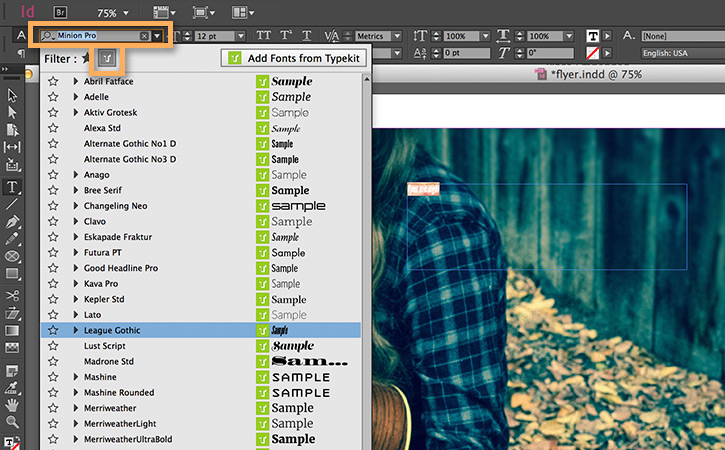 Id Br 75%
A Minion Pro 12 pt TT T¹ T Metrics 100% 100% T A. [None]
¶ 0 pt 0° English: USA
Filter : Add Fonts from Typekit
*flyer.indd @ 75%
Abril Fatface Sample
Adelle Sample
Aktiv Grotesk Sample
Alexa Std Sample
Alternate Gothic No1 D Sample
Alternate Gothic No3 D Sample
Anago Sample
Bree Serif Sample
Changeling Neo sample
Clavo Sample
Eskapade Fraktur Sample
Futura PT Sample
Good Headline Pro Sample
Kava Pro Sample
Kepler Std Sample
Lato Sample
League Gothic Sample
Lust Script Sample
Madrone Std Sam...
Mashine SAMPLE
Mashine Rounded SAMPLE
Merriweather Sample
MerriweatherLight Sample
MerriweatherUltraBold Sample